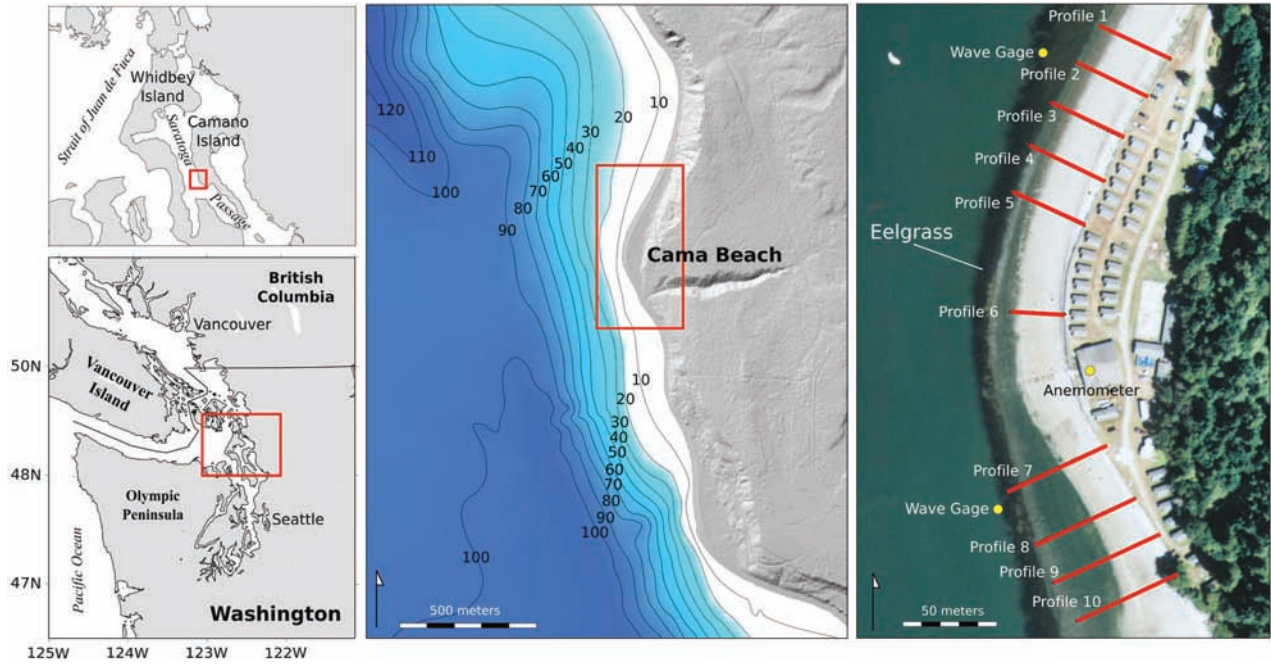 Strait of Juan de Fuca
Whidbey
Island
Saratoga
Camano
Island
Passage
British
Columbia
Vancouver
50N
Vancouver
Island
48N
Olympic
Peninsula
Seattle
Pacific Ocean
47N
Washington
125W
124W
123W
122W
120
110
100
90
80
70
60
50
40
30
20
10
Cama Beach
10
20
30
40
50
60
70
80
90
100
100
500 meters
Profile 1
Wave Gage
Profile 2
Profile 3
Profile 4
Profile 5
Eelgrass
Profile 6
Anemometer
Profile 7
Wave Gage
Profile 8
Profile 9
Profile 10
50 meters